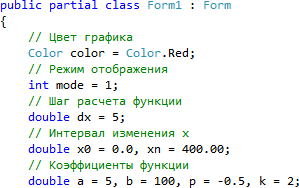 public partial class Form1 : Form
{
// Цвет графика
Color color = Color.Red;
// Режим отображения
int mode = 1;
// Шаг расчета функции
double dx = 5;
// Интервал изменения x
double x0 = 0.0, xn = 400.00;
// Коэффициенты функции
double a = 5, b = 100, p = -0.5, k = 2;